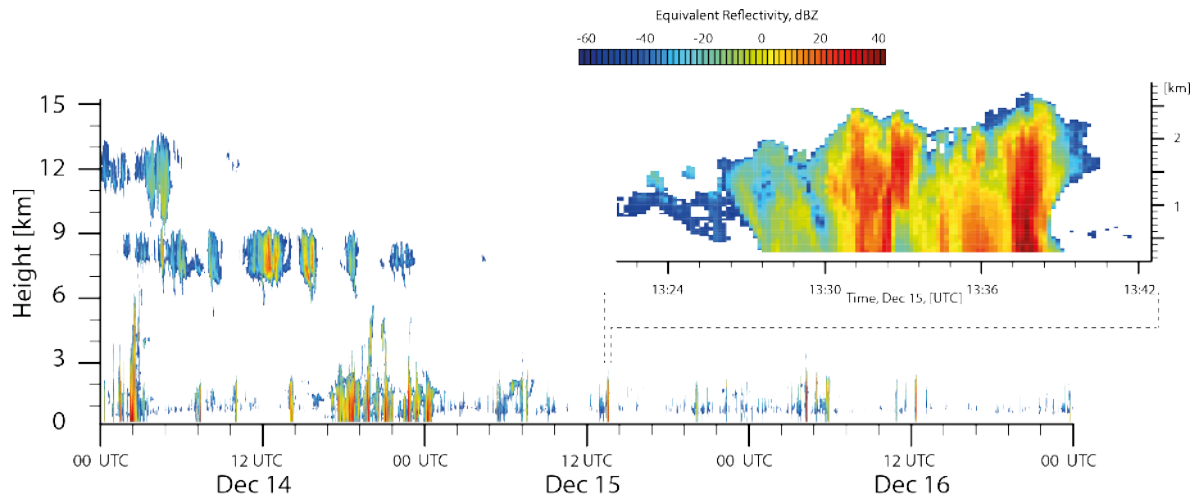 Equivalent Reflectivity, dBZ
-60 -40 -20 0 20 40
[km]
2
1
13:24 13:30 13:36 13:42
Time, Dec 15, [UTC]
Height [km]
15
12
9
6
3
0
00 UTC 12 UTC 00 UTC 12 UTC 00 UTC 12 UTC 00 UTC
Dec 14 Dec 15 Dec 16